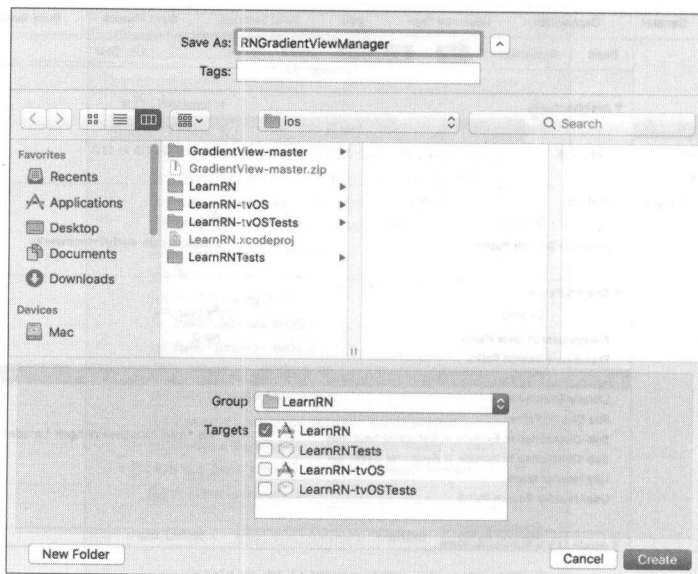 Save As: RNGradientViewManager
Tags:
ios
Search
Favorites
Recents
Applications
Desktop
Documents
Downloads
Devices
Mac
GradientView-master
GradientView-master.zip
LearnRN
LearnRN-tvOS
LearnRN-tvOSTests
LearnRN.xcodeproj
LearnRNTests
Group LearnRN
Targets LearnRN
LearnRNTests
LearnRN-tvOS
LearnRN-tvOSTests
New Folder
Cancel
Create